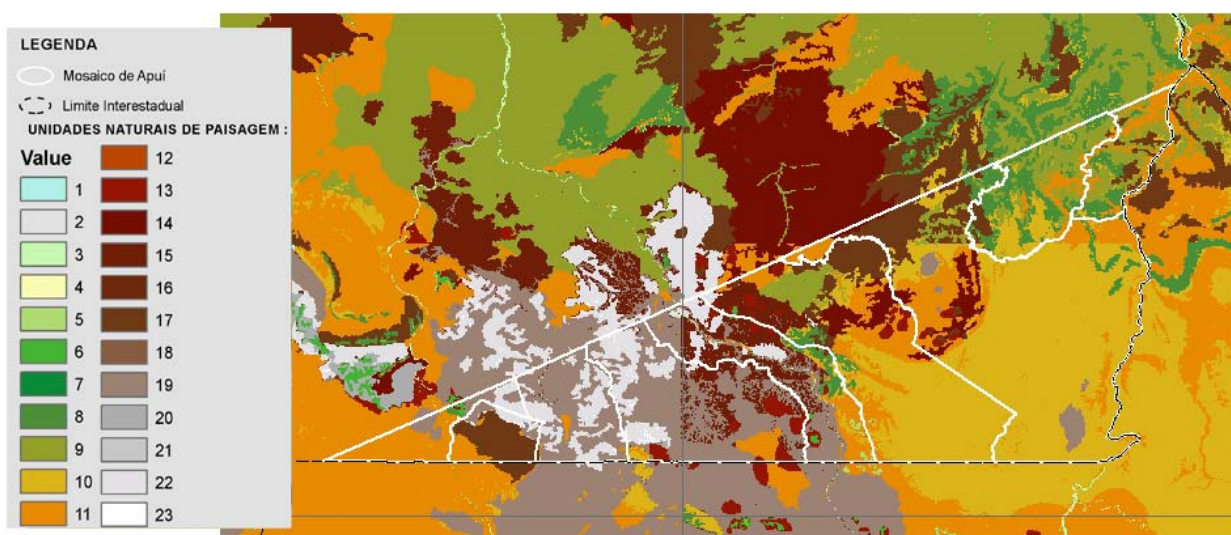 LEGENDA
Mosaico de Apuí
Limite Interestadual
UNIDADES NATURAIS DE PAISAGEM :
Value 12
1 13
2 14
3 15
4 16
5 17
6 18
7 19
8 20
9 21
10 22
11 23